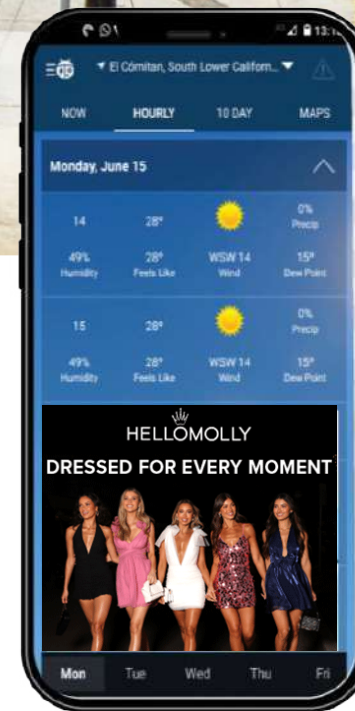 13:1
El Cómitan, South Lower Californ...
NOW HOURLY 10 DAY MAPS
Monday, June 15
14 28° 0%
Precip
49% 28° WSW 14 15°
Humidity Feels Like Wind Dew Point
15 28° 0%
Precip
49% 28° WSW 14 15°
Humidity Feels Like Wind Dew Point
HELLOMOLLY
DRESSED FOR EVERY MOMENT
Mon Tue Wed Thu Fri